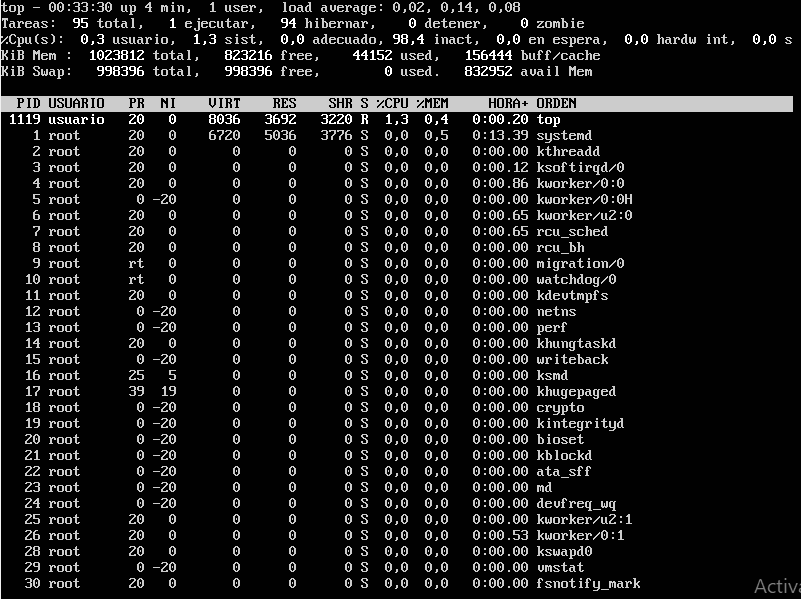 top - 00:33:30 up 4 min,  1 user,  load average: 0,02, 0,14, 0,08
Tareas:  95 total,   1 ejecutar,  94 hibernar,   0 detener,   0 zombie
%Cpu(s):  0,3 usuario,  1,3 sist,  0,0 adecuado, 98,4 inact,  0,0 en espera,  0,0 hardw int,  0,0 s
KiB Mem :  1023812 total,   823216 free,    44152 used,   156444 buff/cache
KiB Swap:   998396 total,   998396 free,        0 used.   832952 avail Mem
PID USUARIO   PR  NI    VIRT    RES    SHR S %CPU %MEM     HORA+ ORDEN
1119 usuario   20   0    8036   3692   3220 R  1,3  0,4   0:00.20 top
1 root      20   0    6720   5036   3776 S  0,0  0,5   0:13.39 systemd
2 root      20   0       0      0      0 S  0,0  0,0   0:00.00 kthreadd
3 root      20   0       0      0      0 S  0,0  0,0   0:00.12 ksoftirqd/0
4 root      20   0       0      0      0 S  0,0  0,0   0:00.86 kworker/0:0
5 root       0 -20       0      0      0 S  0,0  0,0   0:00.00 kworker/0:0H
6 root      20   0       0      0      0 S  0,0  0,0   0:00.65 kworker/u2:0
7 root      20   0       0      0      0 S  0,0  0,0   0:00.65 rcu_sched
8 root      20   0       0      0      0 S  0,0  0,0   0:00.00 rcu_bh
9 root      rt   0       0      0      0 S  0,0  0,0   0:00.00 migration/0
10 root      rt   0       0      0      0 S  0,0  0,0   0:00.00 watchdog/0
11 root      20   0       0      0      0 S  0,0  0,0   0:00.00 kdevtmpfs
12 root       0 -20       0      0      0 S  0,0  0,0   0:00.00 netns
13 root       0 -20       0      0      0 S  0,0  0,0   0:00.00 perf
14 root      20   0       0      0      0 S  0,0  0,0   0:00.00 khungtaskd
15 root       0 -20       0      0      0 S  0,0  0,0   0:00.00 writeback
16 root      25   5       0      0      0 S  0,0  0,0   0:00.00 ksmd
17 root      39  19       0      0      0 S  0,0  0,0   0:00.00 khugepaged
18 root       0 -20       0      0      0 S  0,0  0,0   0:00.00 crypto
19 root       0 -20       0      0      0 S  0,0  0,0   0:00.00 kintegrityd
20 root       0 -20       0      0      0 S  0,0  0,0   0:00.00 bioset
21 root       0 -20       0      0      0 S  0,0  0,0   0:00.00 kblockd
22 root       0 -20       0      0      0 S  0,0  0,0   0:00.00 ata_sff
23 root       0 -20       0      0      0 S  0,0  0,0   0:00.00 md
24 root       0 -20       0      0      0 S  0,0  0,0   0:00.00 devfreq_wq
25 root      20   0       0      0      0 S  0,0  0,0   0:00.00 kworker/u2:1
26 root      20   0       0      0      0 S  0,0  0,0   0:00.53 kworker/0:1
28 root      20   0       0      0      0 S  0,0  0,0   0:00.00 kswapd0
29 root       0 -20       0      0      0 S  0,0  0,0   0:00.00 vmstat
30 root      20   0       0      0      0 S  0,0  0,0   0:00.00 fsnotify_mark
Activa